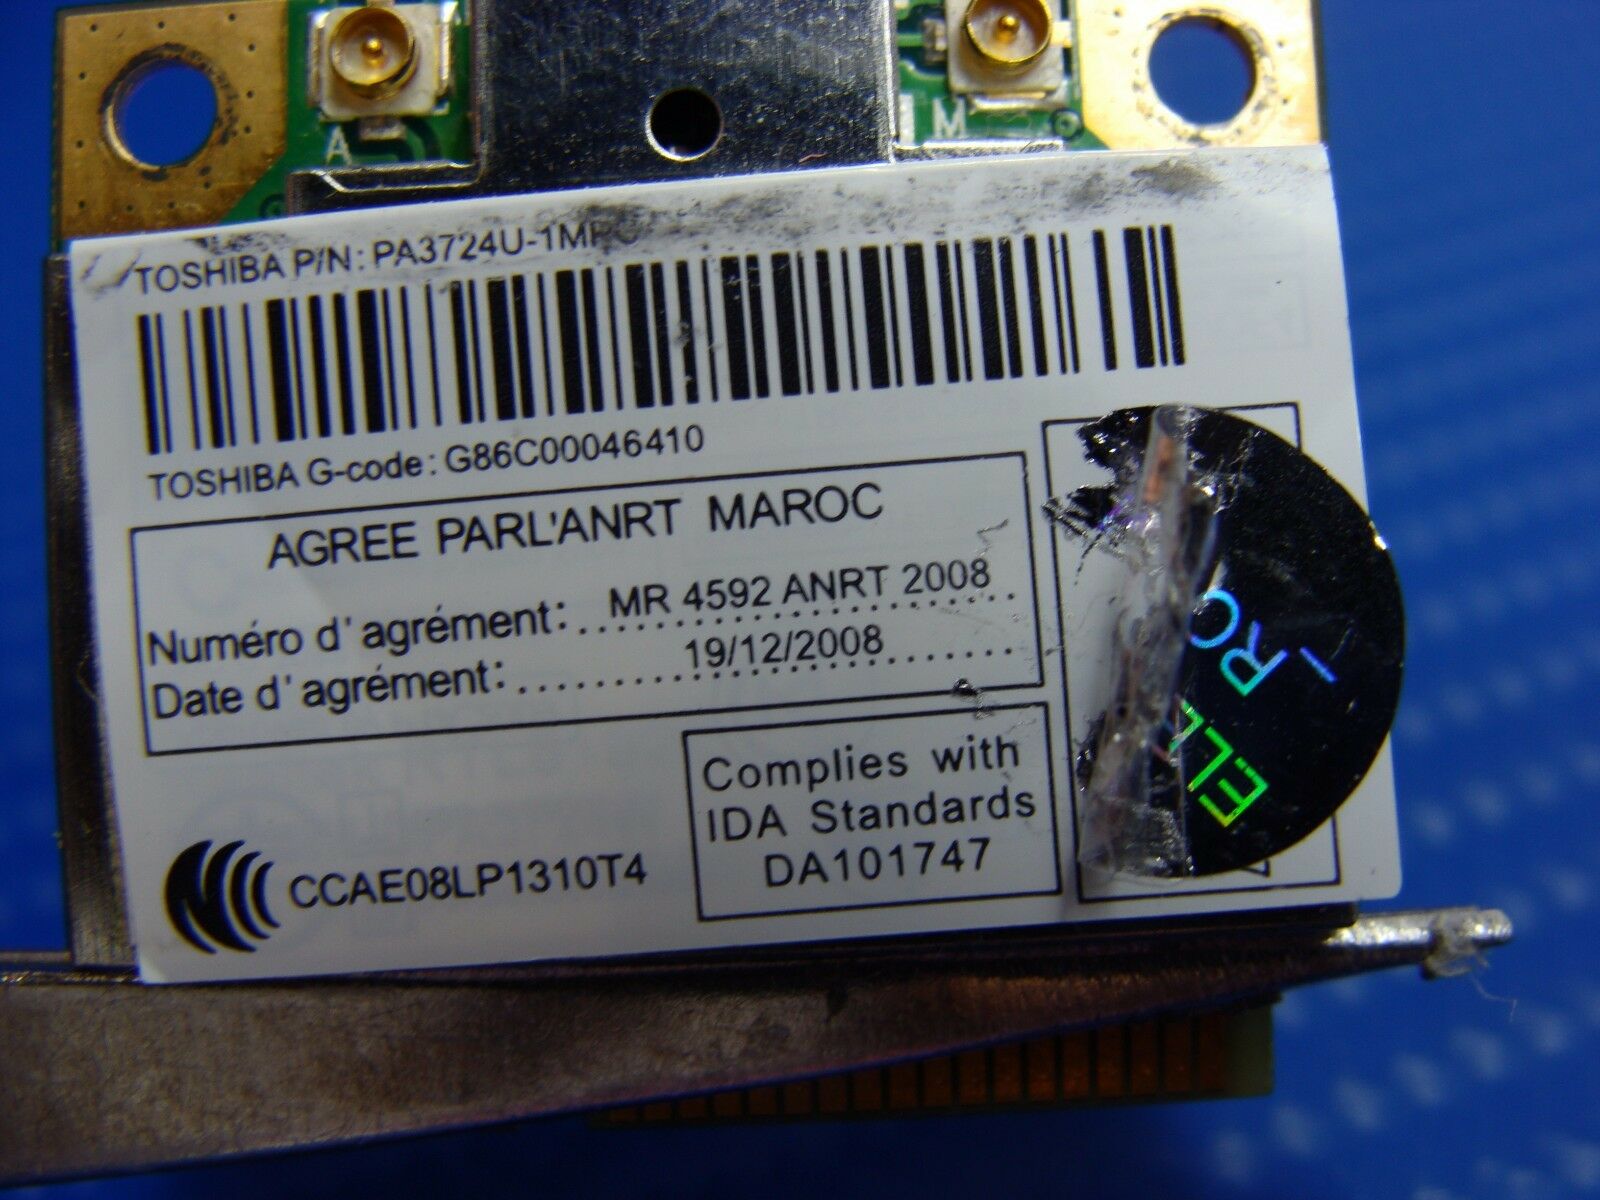 A
M
TOSHIBA P/N: PA3724U-1MPC
TOSHIBA G-code: G86C00046410
AGREE PARL'ANRT MAROC
Numéro d'agrément: MR 4592 ANRT 2008
Date d'agrément: 19/12/2008
CCAE08LP1310T4
Complies with
IDA Standards
DA101747